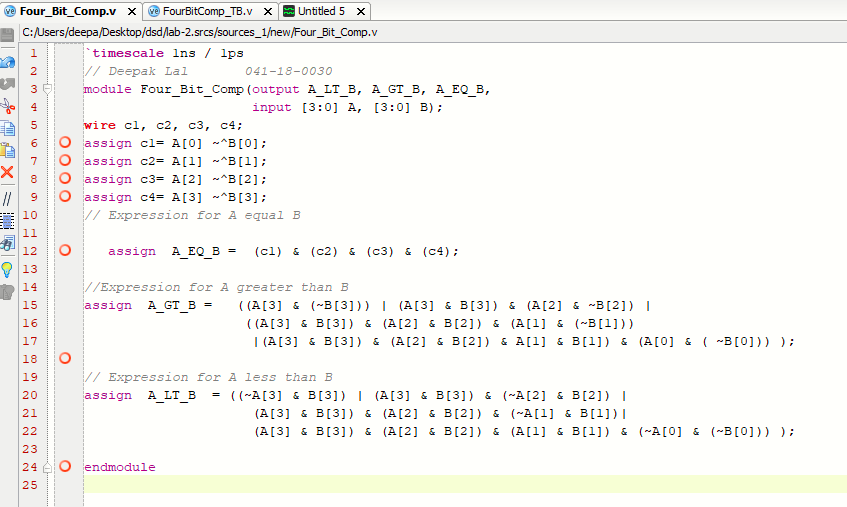 Four_Bit_Comp.v × FourBitComp_TB.v × Untitled 5 ×
C:/Users/deepa/Desktop/dsd/lab-2.srcs/sources_1/new/Four_Bit_Comp.v
1 `timescale 1ns / 1ps
2 // Deepak Lal 041-18-0030
3 module Four_Bit_Comp(output A_LT_B, A_GT_B, A_EQ_B,
4 input [3:0] A, [3:0] B);
5 wire c1, c2, c3, c4;
6 assign c1= A[0] ~^B[0];
7 assign c2= A[1] ~^B[1];
8 assign c3= A[2] ~^B[2];
9 assign c4= A[3] ~^B[3];
10 // Expression for A equal B
11
12 assign A_EQ_B = (c1) & (c2) & (c3) & (c4);
13
14 //Expression for A greater than B
15 assign A_GT_B = ((A[3] & (~B[3])) | (A[3] & B[3]) & (A[2] & ~B[2]) |
16 ((A[3] & B[3]) & (A[2] & B[2]) & (A[1] & (~B[1]))
17 |(A[3] & B[3]) & (A[2] & B[2]) & A[1] & B[1]) & (A[0] & ( ~B[0])) );
18
19 // Expression for A less than B
20 assign A_LT_B = ((~A[3] & B[3]) | (A[3] & B[3]) & (~A[2] & B[2]) |
21 (A[3] & B[3]) & (A[2] & B[2]) & (~A[1] & B[1])|
22 (A[3] & B[3]) & (A[2] & B[2]) & (A[1] & B[1]) & (~A[0] & (~B[0])) );
23
24 endmodule
25